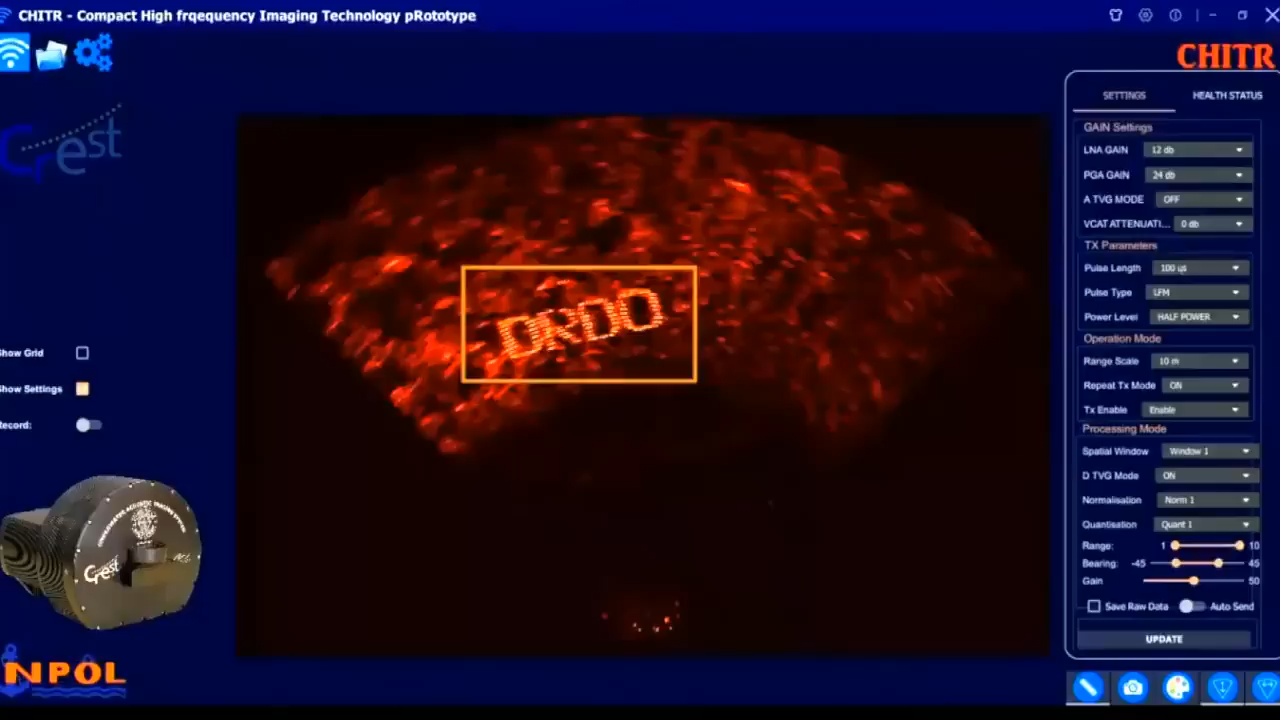 CHITR - Compact High frqequency Imaging Technology pRototype
CHITR
Crest
SETTINGS HEALTH STATUS
GAIN Settings
LNA GAIN 12 db
PGA GAIN 24 db
A TVG MODE OFF
VCAT ATTENUATI... 0 db
TX Parameters
Pulse Length 100 us
Pulse Type LFM
Power Level HALF POWER
Operation Mode
Range Scale 10 m
Repeat Tx Mode ON
Tx Enable Enable
Processing Mode
Spatial Window Window 1
D TVG Mode ON
Normalisation Norm 1
Quantisation Quant 1
Range: 1 10
Bearing: -45 45
Gain 50
Save Raw Data Auto Send
UPDATE
DRDO
Show Grid
Show Settings
Record:
Crest
NPOL